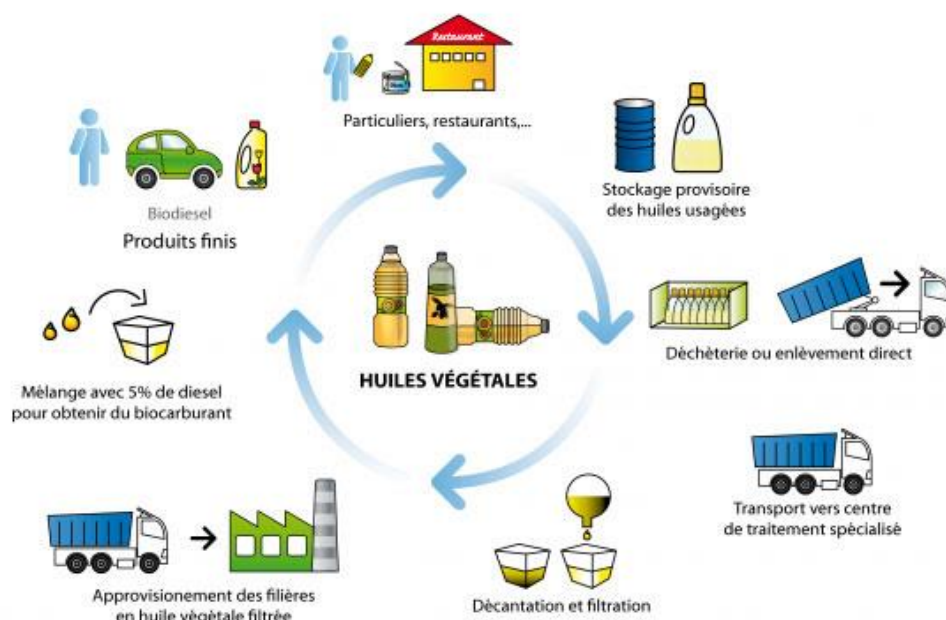 Restaurant
Particuliers, restaurants,...
Stockage provisoire
des huiles usagées
Déchèterie ou enlèvement direct
Transport vers centre
de traitement spécialisé
Décantation et filtration
Approvisionement des filières
en huile végétale filtrée
Mélange avec 5% de diesel
pour obtenir du biocarburant
Biodiesel
Produits finis
HUILES VÉGÉTALES